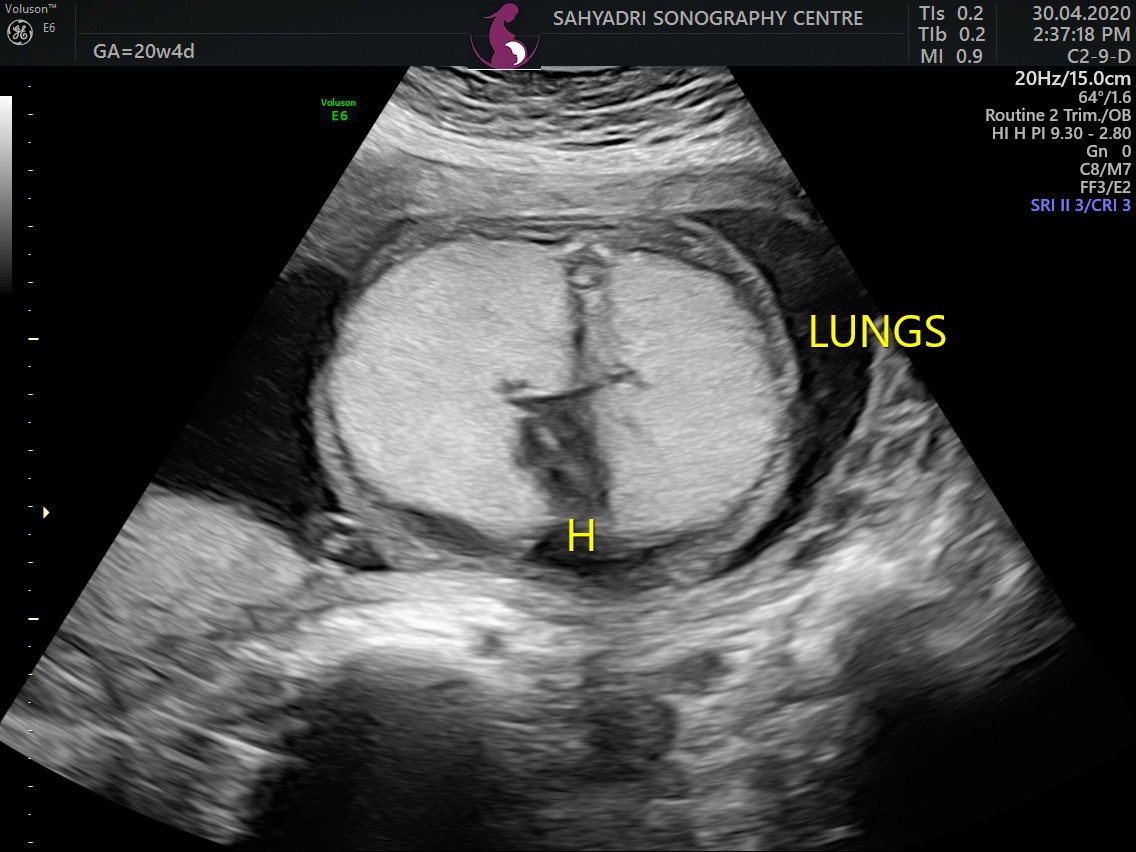 Voluson™
E6
SAHYADRI SONOGRAPHY CENTRE
GA=20w4d
TIs 0.2
TIb 0.2
MI 0.9
30.04.2020
2:37:18 PM
C2-9-D
20Hz/15.0cm
64°/1.6
Routine 2 Trim./OB
HI H PI 9.30 - 2.80
Gn 0
C8/M7
FF3/E2
SRI II 3/CRI 3
Voluson
E6
LUNGS
H